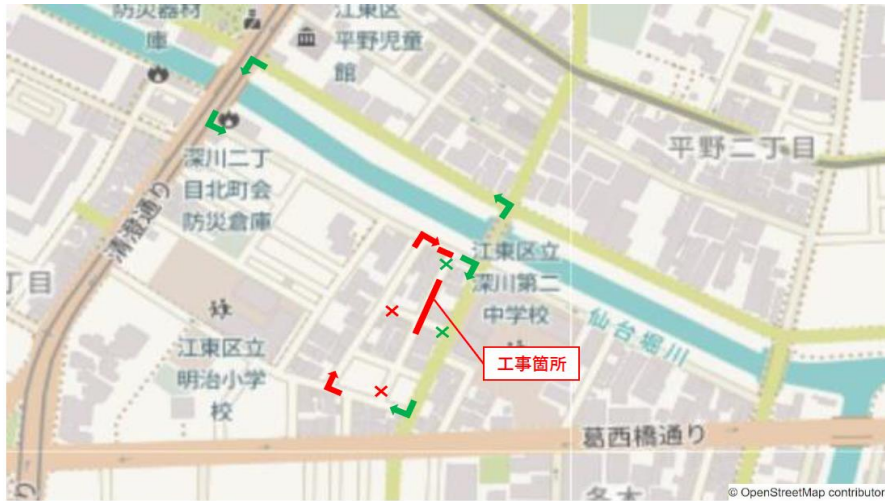 防災器材
庫
江東区
平野児童
館
平野二丁目
深川二丁
目北町会
防災倉庫
清澄通り
丁目
江東区立
深川第二
中学校
仙台堀川
江東区立
明治小学
校
工事箇所
葛西橋通り
り
© OpenStreetMap contributor